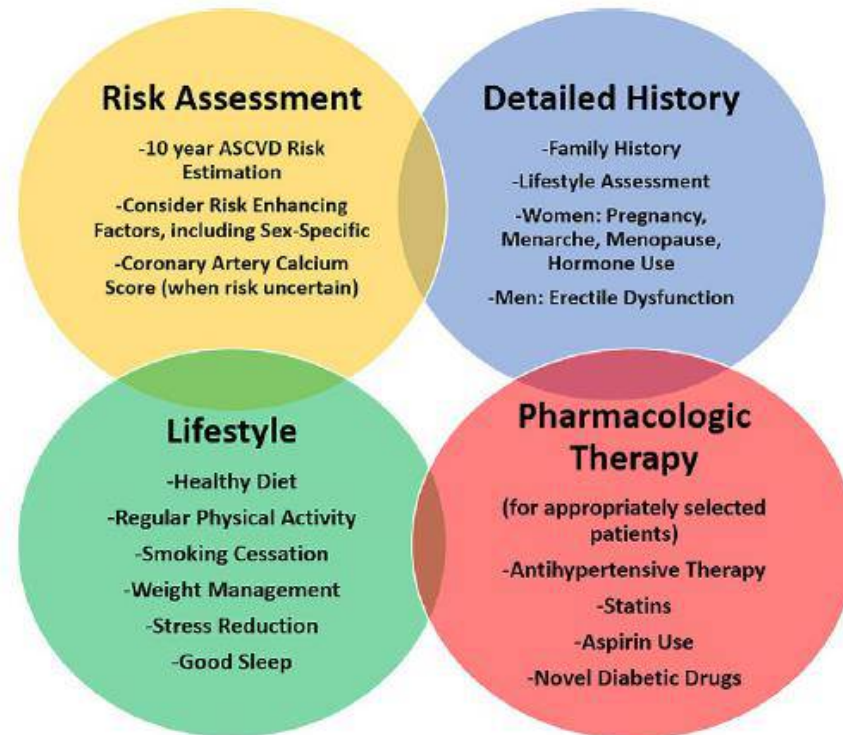 Risk Assessment
-10 year ASCVD Risk
Estimation
-Consider Risk Enhancing
Factors, including Sex-Specific
-Coronary Artery Calcium
Score (when risk uncertain)
Detailed History
-Family History
-Lifestyle Assessment
-Women: Pregnancy,
Menarche, Menopause,
Hormone Use
-Men: Erectile Dysfunction
Lifestyle
-Healthy Diet
-Regular Physical Activity
-Smoking Cessation
-Weight Management
-Stress Reduction
-Good Sleep
Pharmacologic
Therapy
(for appropriately selected
patients)
-Antihypertensive Therapy
-Statins
-Aspirin Use
-Novel Diabetic Drugs